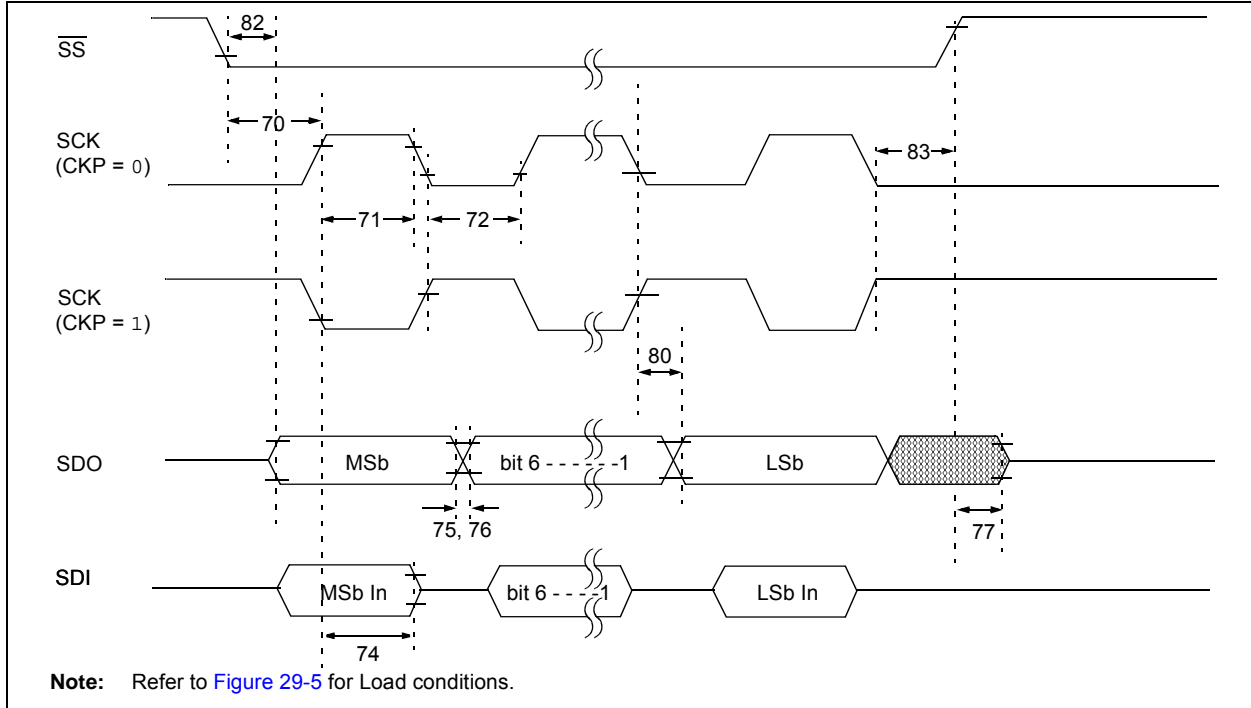 82
SS
70
SCK
(CKP = 0)
83
71
72
SCK
(CKP = 1)
80
SDO
MSb
bit 6 - - - - - -1
LSb
75, 76
77
SDI
MSb In
bit 6 - - - -1
LSb In
74
Note: Refer to Figure 29-5 for Load conditions.